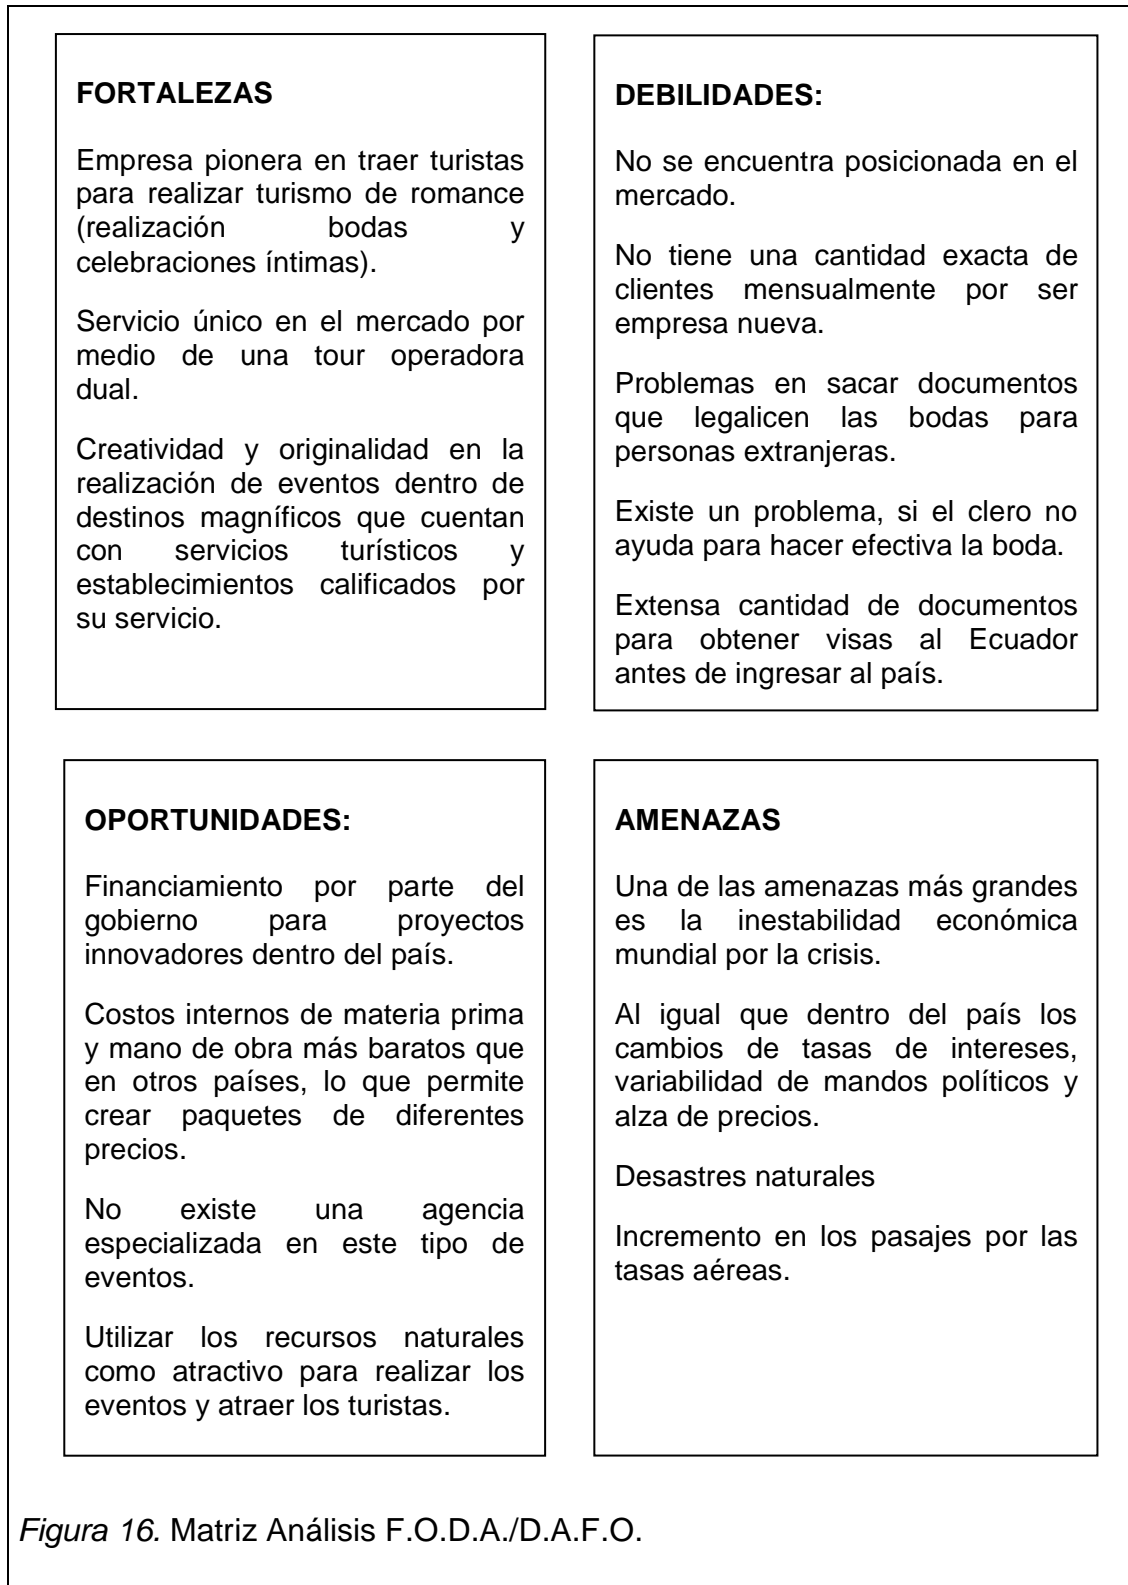 FORTALEZAS
Empresa pionera en traer turistas
para realizar turismo de romance
(realización bodas y
celebraciones íntimas).
Servicio único en el mercado por
medio de una tour operadora
dual.
Creatividad y originalidad en la
realización de eventos dentro de
destinos magníficos que cuentan
con servicios turísticos y
establecimientos calificados por
su servicio.
DEBILIDADES:
No se encuentra posicionada en el
mercado.
No tiene una cantidad exacta de
clientes mensualmente por ser
empresa nueva.
Problemas en sacar documentos
que legalicen las bodas para
personas extranjeras.
Existe un problema, si el clero no
ayuda para hacer efectiva la boda.
Extensa cantidad de documentos
para obtener visas al Ecuador
antes de ingresar al país.
OPORTUNIDADES:
Financiamiento por parte del
gobierno para proyectos
innovadores dentro del país.
Costos internos de materia prima
y mano de obra más baratos que
en otros países, lo que permite
crear paquetes de diferentes
precios.
No existe una agencia
especializada en este tipo de
eventos.
Utilizar los recursos naturales
como atractivo para realizar los
eventos y atraer los turistas.
AMENAZAS
Una de las amenazas más grandes
es la inestabilidad económica
mundial por la crisis.
Al igual que dentro del país los
cambios de tasas de intereses,
variabilidad de mandos políticos y
alza de precios.
Desastres naturales
Incremento en los pasajes por las
tasas aéreas.
Figura 16. Matriz Análisis F.O.D.A./D.A.F.O.